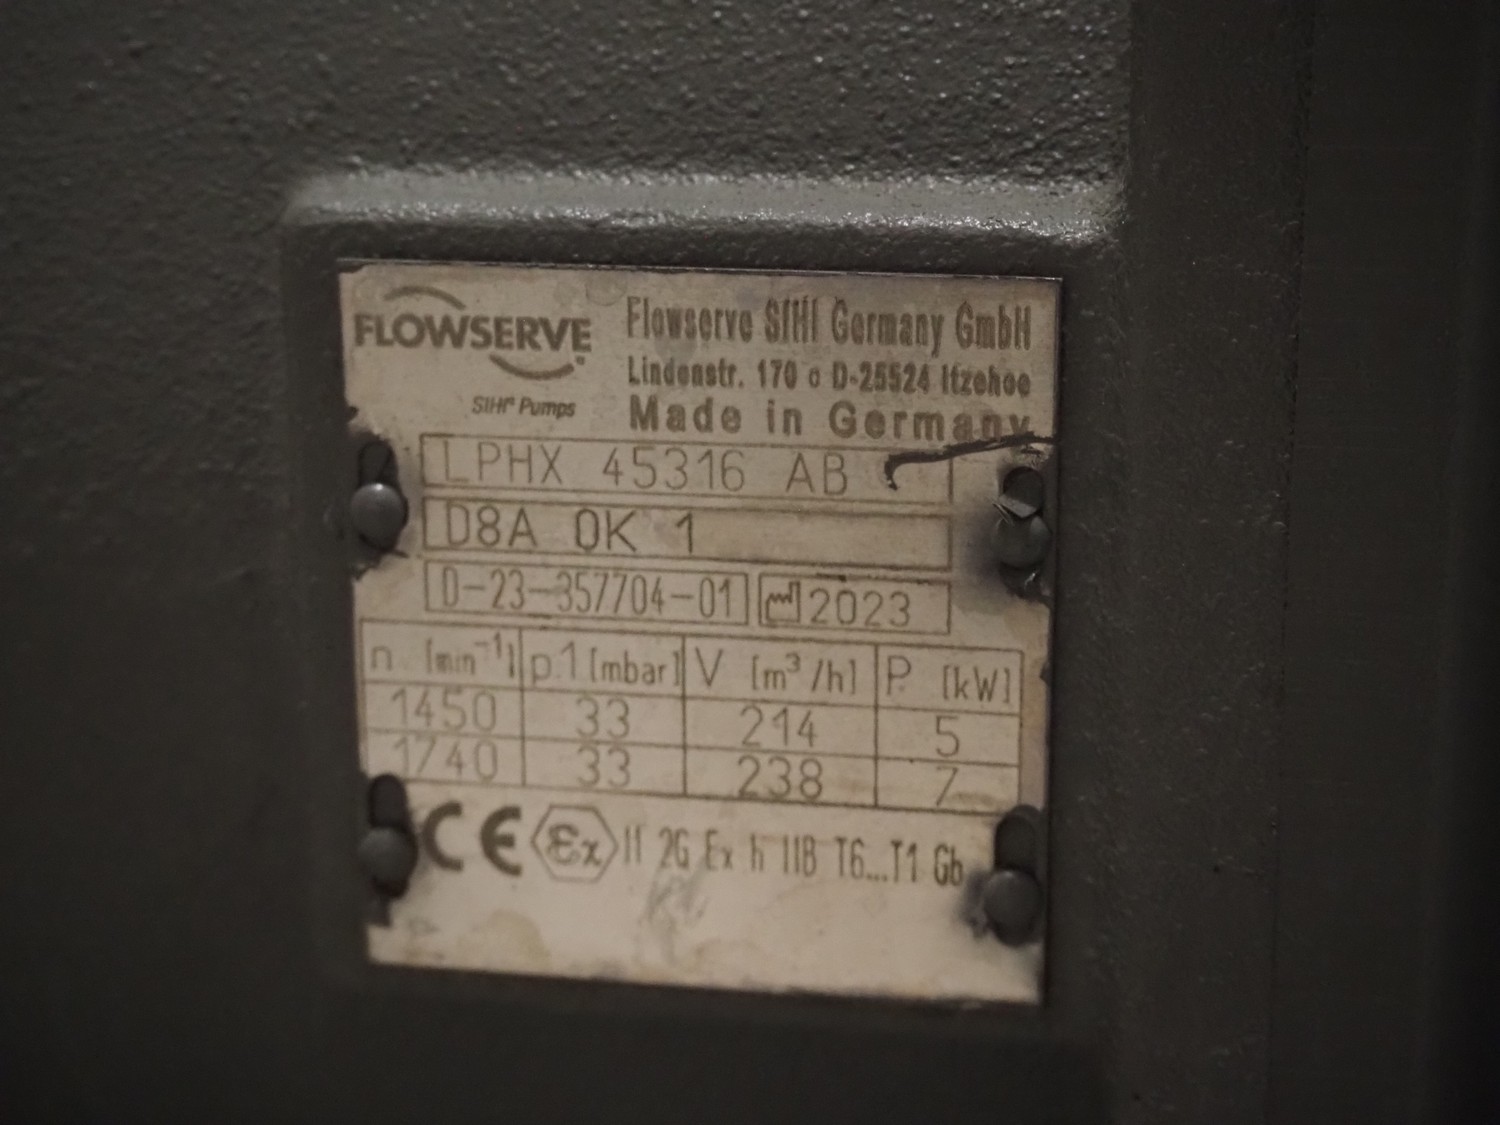 FLOWSERVE
SIHI® Pumps
Flowserve SIHI Germany GmbH
Lindenstr. 170 o D-25524 Itzehoe
Made in Germany
LPHX 45316 AB
D8A 0K 1
D-23-357704-01 2023
n [min⁻¹] p.1 [mbar] V [m³/h] P [kW]
1450 33 214 5
1740 33 238 7
CE Ex II 2G Ex h IIB T6...T1 Gb